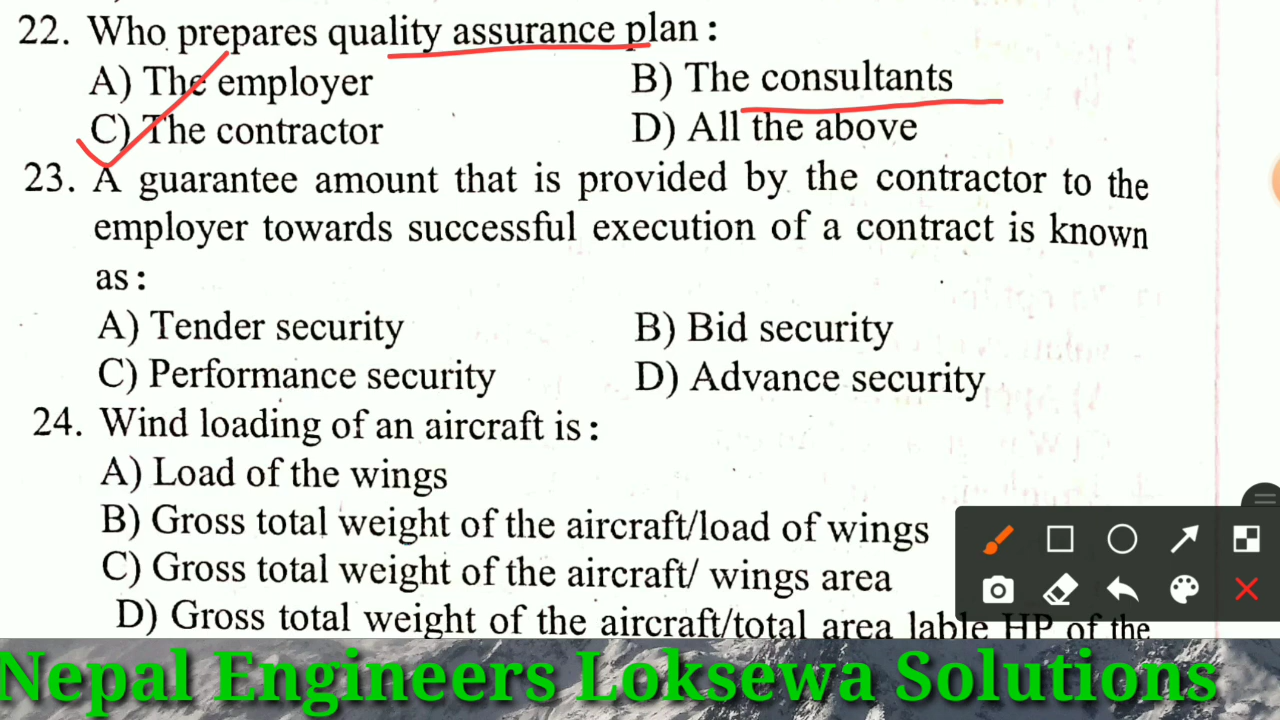 22. Who prepares quality assurance plan :
A) The employer B) The consultants
C) The contractor D) All the above
23. A guarantee amount that is provided by the contractor to the
employer towards successful execution of a contract is known
as :
A) Tender security B) Bid security
C) Performance security D) Advance security
24. Wind loading of an aircraft is :
A) Load of the wings
B) Gross total weight of the aircraft/load of wings
C) Gross total weight of the aircraft/ wings area
D) Gross total weight of the aircraft/total area lable HP of the
Nepal Engineers Loksewa Solutions